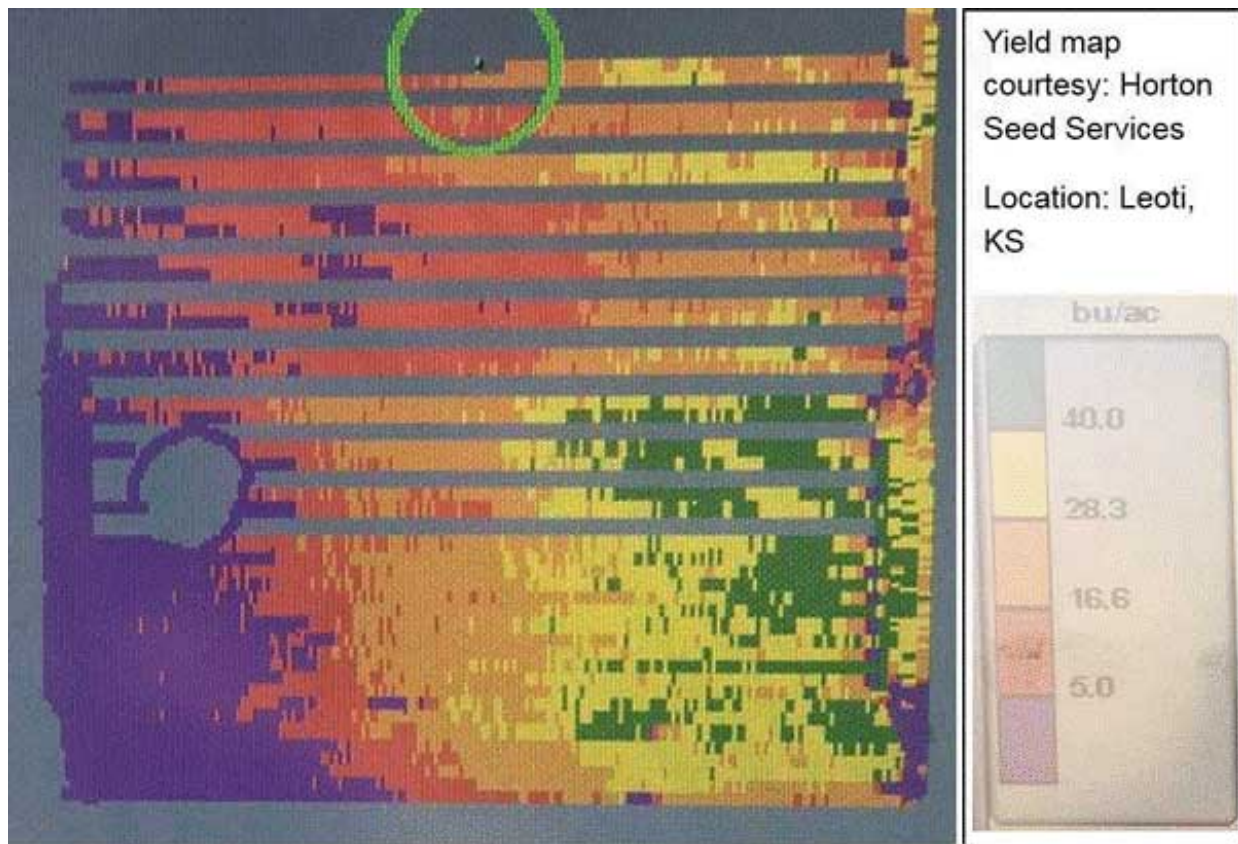 Yield map
courtesy: Horton
Seed Services
Location: Leoti,
KS
bu/ac
40.0
28.3
16.6
5.0